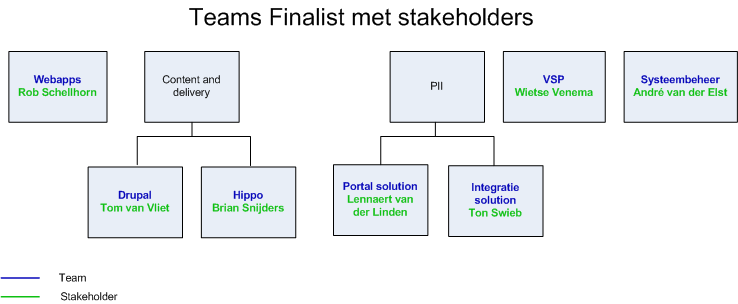 Teams Finalist met stakeholders
Webapps
Rob Schellhorn
Content and
delivery
PII
VSP
Wietse Venema
Systeembeheer
André van der Elst
Drupal
Tom van Vliet
Hippo
Brian Snijders
Portal solution
Lennaert van
der Linden
Integratie
solution
Ton Swieb
Team
Stakeholder